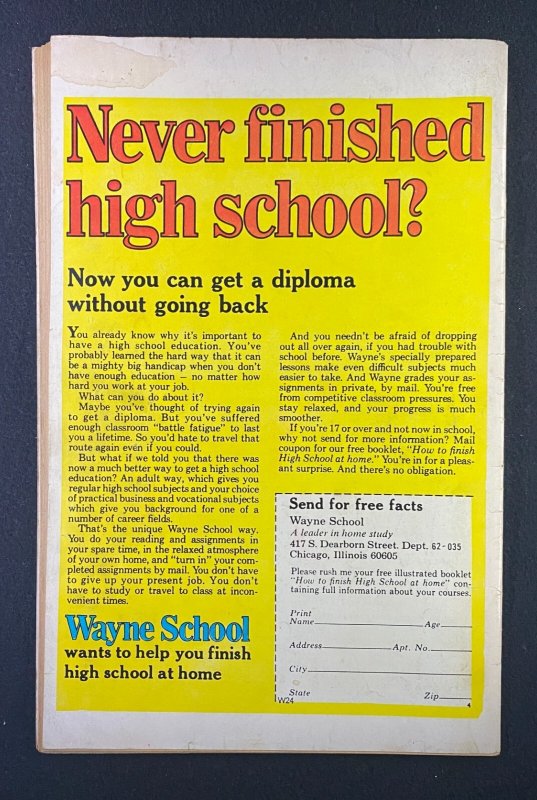 Never finished
high school?
Now you can get a diploma
without going back
You already know why it's important to
have a high school education. You've
probably learned the hard way that it can
be a mighty big handicap when you don't
have enough education – no matter how
hard you work at your job.
What can you do about it?
Maybe you've thought of trying again
to get a diploma. But you've suffered
enough classroom "battle fatigue" to last
you a lifetime. So you'd hate to travel that
route again even if you could.
But what if we told you that there was
now a much better way to get a high school
education? An adult way, which gives you
regular high school subjects and your choice
of practical business and vocational subjects
which give you background for one of a
number of career fields.
That's the unique Wayne School way.
You do your reading and assignments in
your spare time, in the relaxed atmosphere
of your own home, and "turn in" your com-
pleted assignments by mail. You don't have
to give up your present job. You don't
have to study or travel to class at incon-
venient times.
Wayne School
wants to help you finish
high school at home
And you needn't be afraid of dropping
out all over again, if you had trouble with
school before. Wayne's specially prepared
lessons make even difficult subjects much
easier to take. And Wayne grades your as-
signments in private, by mail. You're free
from competitive classroom pressures. You
stay relaxed, and your progress is much
smoother.
If you're 17 or over and not now in school,
why not send for more information? Mail
coupon for our free booklet, "How to finish
High School at home." You're in for a pleas-
ant surprise. And there's no obligation.
Send for free facts
Wayne School
A leader in home study
417 S. Dearborn Street. Dept. 62-035
Chicago, Illinois 60605
Please rush me your free illustrated booklet
"How to finish High School at home" con-
taining full information about your courses.
Print
Name Age
Address Apt. No.
City
State Zip
W24 4